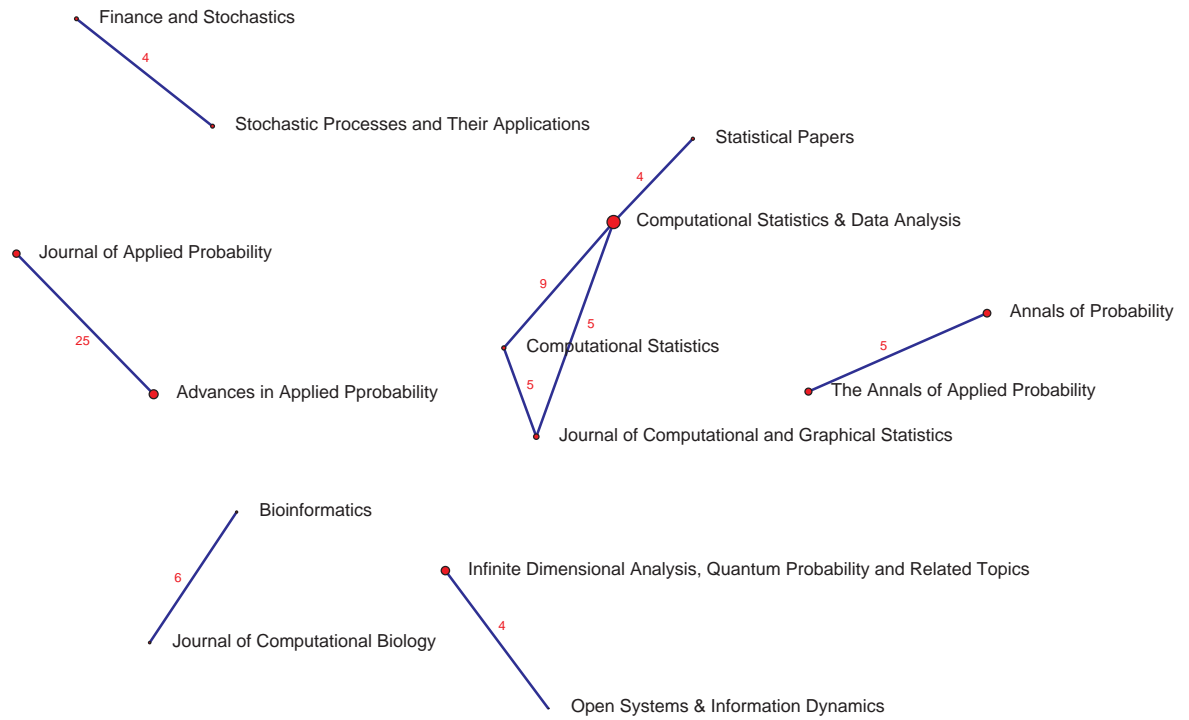 Finance and Stochastics
4
Stochastic Processes and Their Applications
Statistical Papers
4
Computational Statistics & Data Analysis
Journal of Applied Probability
9
Annals of Probability
5
25
Computational Statistics
5
5
Advances in Applied Pprobability
The Annals of Applied Probability
Journal of Computational and Graphical Statistics
Bioinformatics
6
Infinite Dimensional Analysis, Quantum Probability and Related Topics
4
Journal of Computational Biology
Open Systems & Information Dynamics